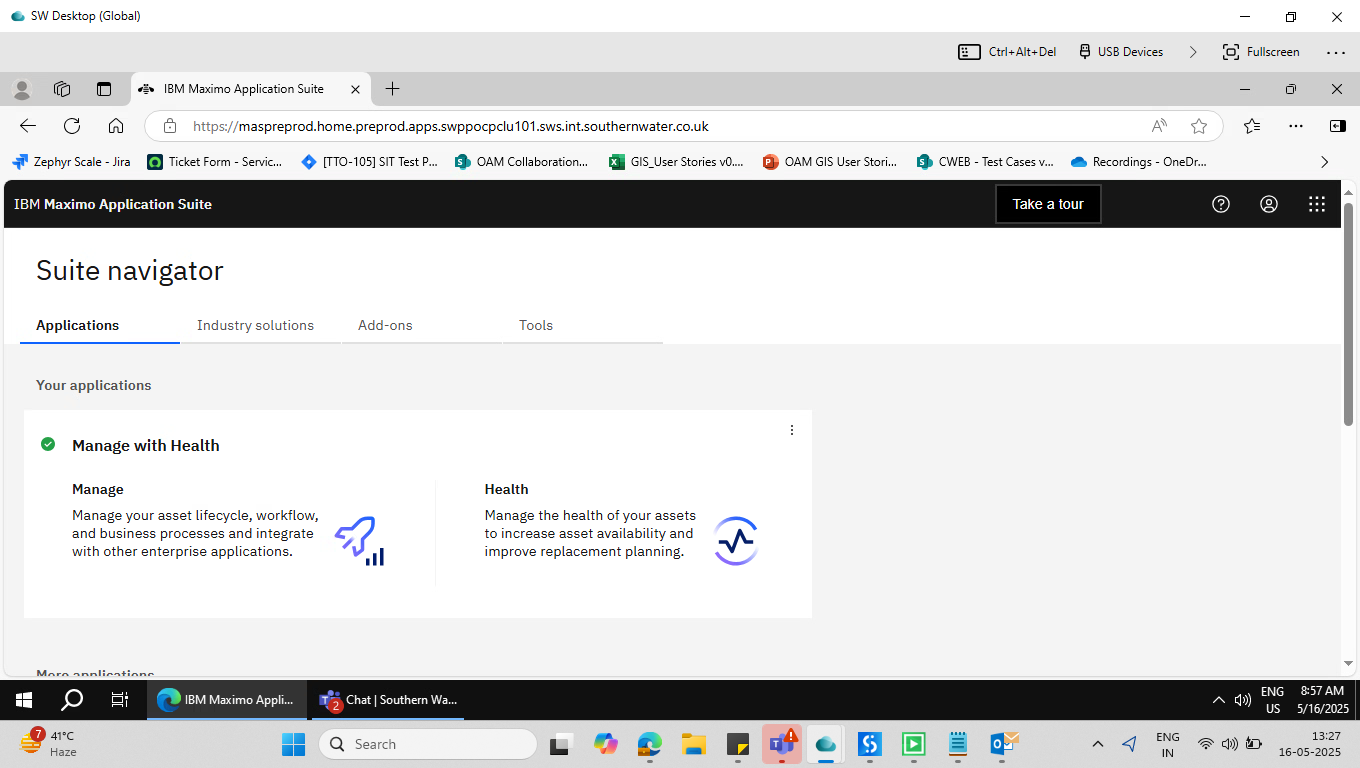 SW Desktop (Global)
Ctrl+Alt+Del
USB Devices
Fullscreen
IBM Maximo Application Suite
https://maspreprod.home.preprod.apps.swppocpclu101.sws.int.southernwater.co.uk
Zephyr Scale - Jira
Ticket Form - Servic...
[TTO-105] SIT Test P...
OAM Collaboration...
GIS_User Stories v0....
OAM GIS User Stori...
CWEB - Test Cases v...
Recordings - OneDr...
IBM Maximo Application Suite
Take a tour
Suite navigator
Applications
Industry solutions
Add-ons
Tools
Your applications
Manage with Health
Manage
Manage your asset lifecycle, workflow,
and business processes and integrate
with other enterprise applications.
Health
Manage the health of your assets
to increase asset availability and
improve replacement planning.
More applications
IBM Maximo Appli...
2
Chat | Southern Wa...
ENG
US
8:57 AM
5/16/2025
7
41°C
Haze
Search
ENG
IN
13:27
16-05-2025